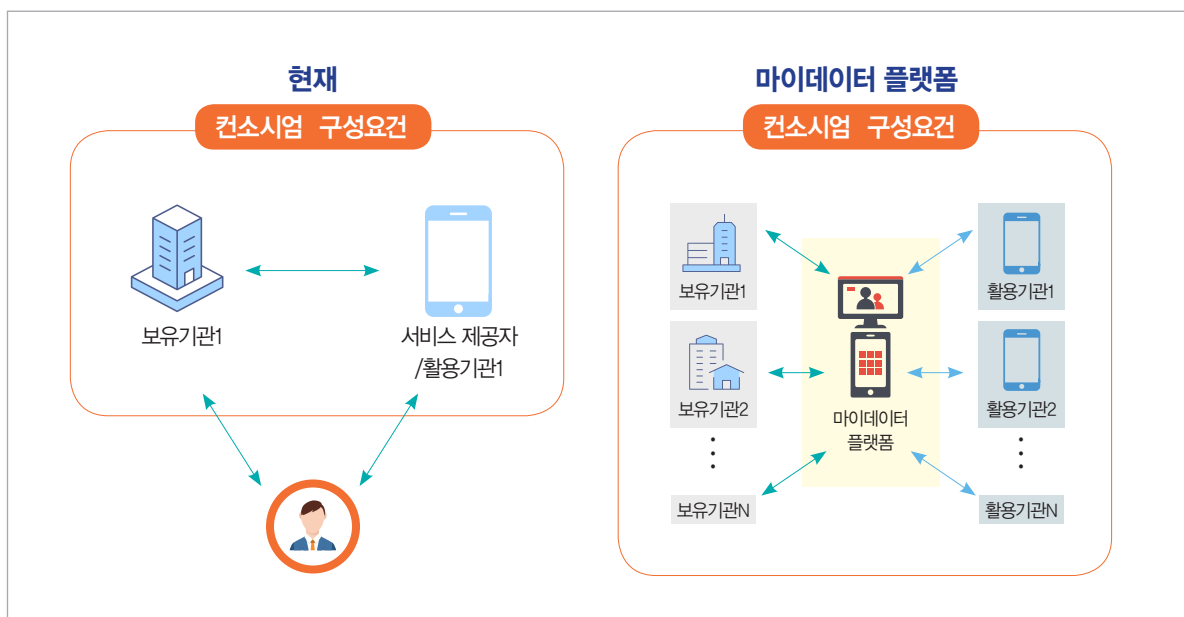 현재
컨소시엄 구성요건
보유기관1
서비스 제공자
/활용기관1
마이데이터 플랫폼
컨소시엄 구성요건
보유기관1
활용기관1
보유기관2
마이데이터
플랫폼
활용기관2
보유기관N
활용기관N